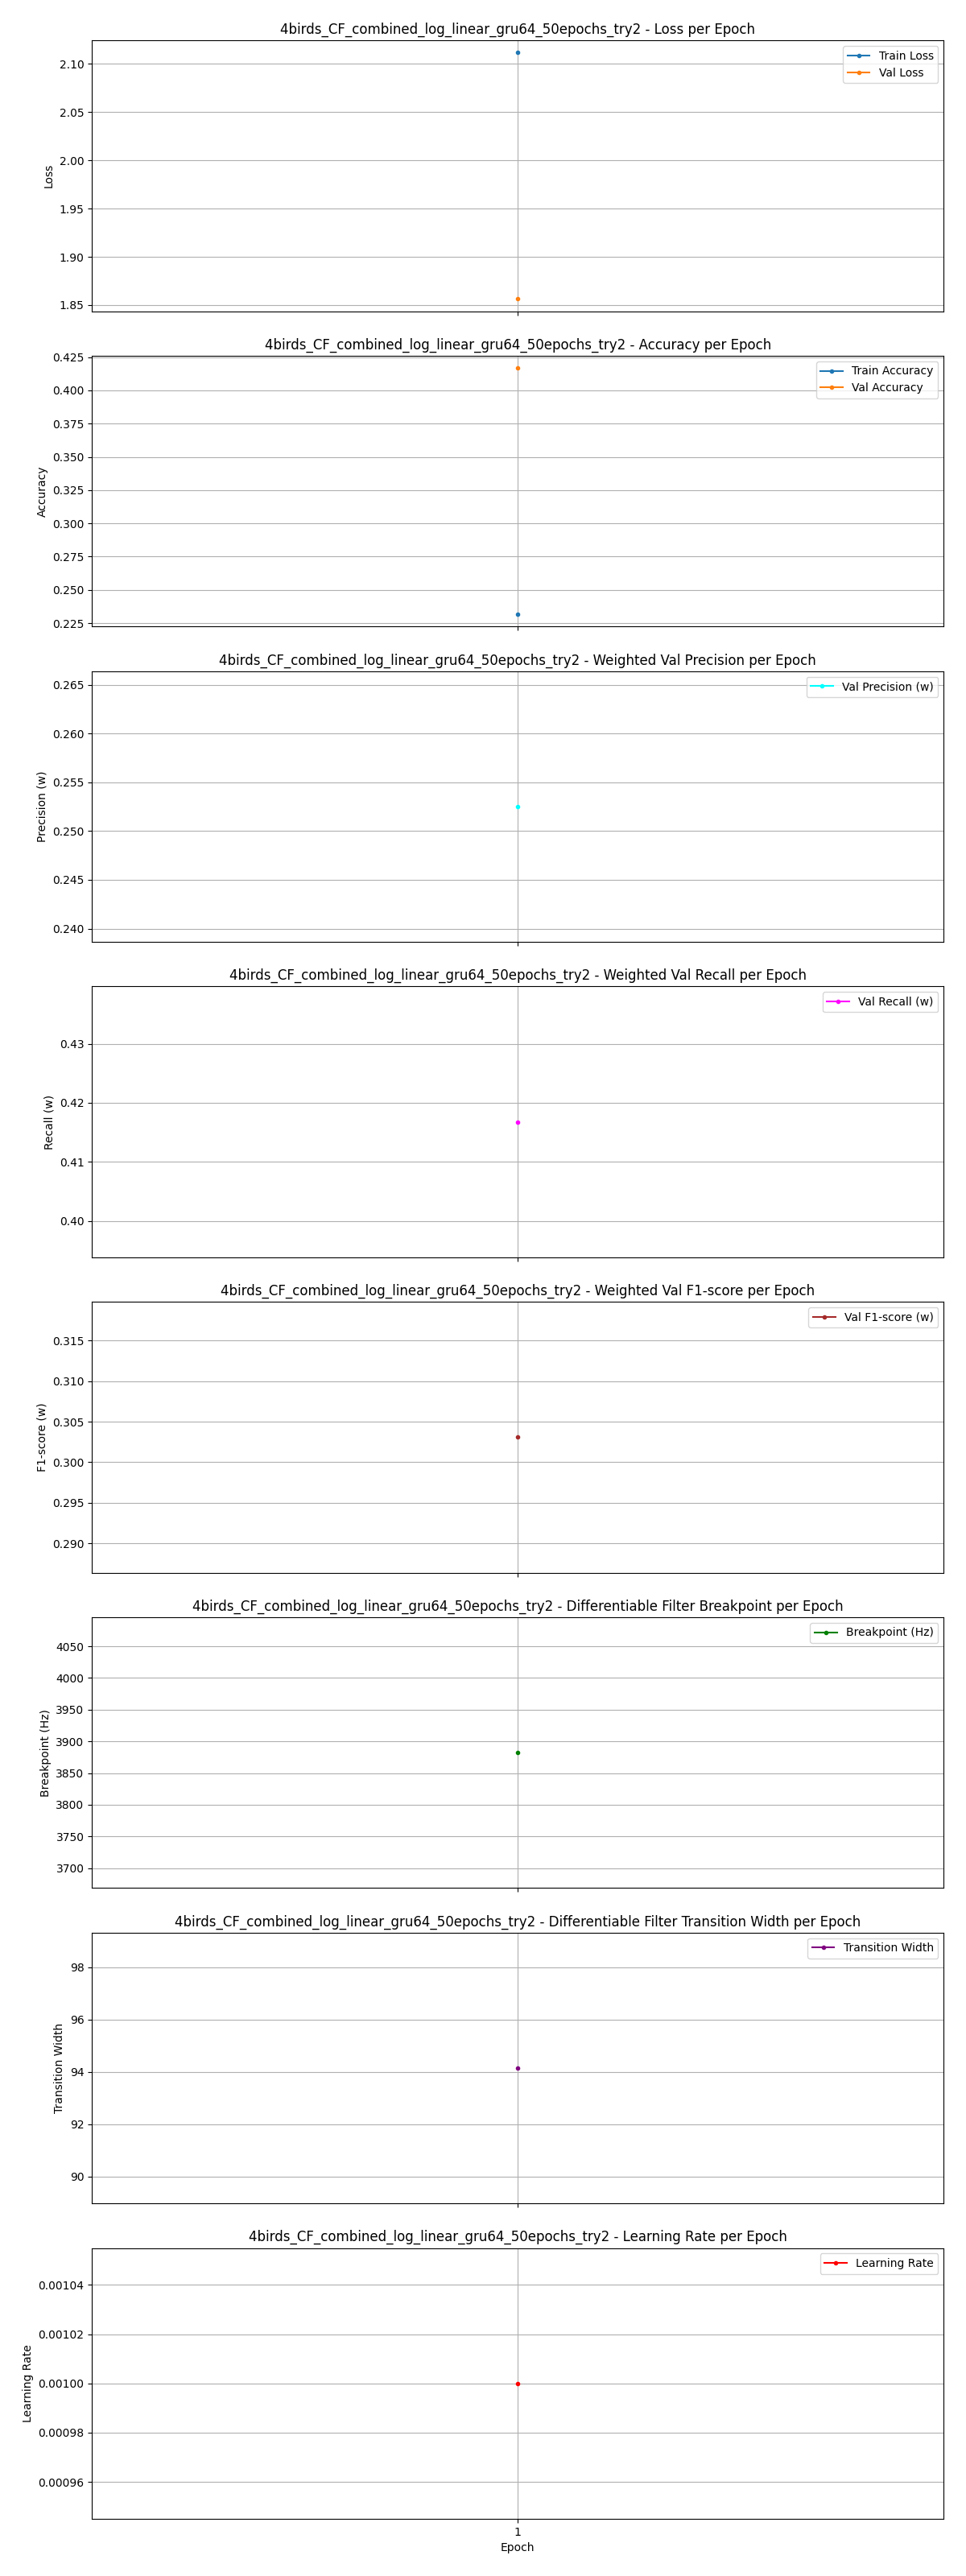 4birds_CF_combined_log_linear_gru64_50epochs_try2 - Loss per Epoch
2.10
2.05
2.00
1.95
1.90
1.85
Loss
Train Loss
Val Loss
4birds_CF_combined_log_linear_gru64_50epochs_try2 - Accuracy per Epoch
0.425
0.400
0.375
0.350
0.325
0.300
0.275
0.250
0.225
Accuracy
Train Accuracy
Val Accuracy
4birds_CF_combined_log_linear_gru64_50epochs_try2 - Weighted Val Precision per Epoch
0.265
0.260
0.255
0.250
0.245
0.240
Precision (w)
Val Precision (w)
4birds_CF_combined_log_linear_gru64_50epochs_try2 - Weighted Val Recall per Epoch
0.43
0.42
0.41
0.40
Recall (w)
Val Recall (w)
4birds_CF_combined_log_linear_gru64_50epochs_try2 - Weighted Val F1-score per Epoch
0.315
0.310
0.305
0.300
0.295
0.290
F1-score (w)
Val F1-score (w)
4birds_CF_combined_log_linear_gru64_50epochs_try2 - Differentiable Filter Breakpoint per Epoch
4050
4000
3950
3900
3850
3800
3750
3700
Breakpoint (Hz)
Breakpoint (Hz)
4birds_CF_combined_log_linear_gru64_50epochs_try2 - Differentiable Filter Transition Width per Epoch
98
96
94
92
90
Transition Width
Transition Width
4birds_CF_combined_log_linear_gru64_50epochs_try2 - Learning Rate per Epoch
0.00104
0.00102
0.00100
0.00098
0.00096
Learning Rate
Learning Rate
1
Epoch